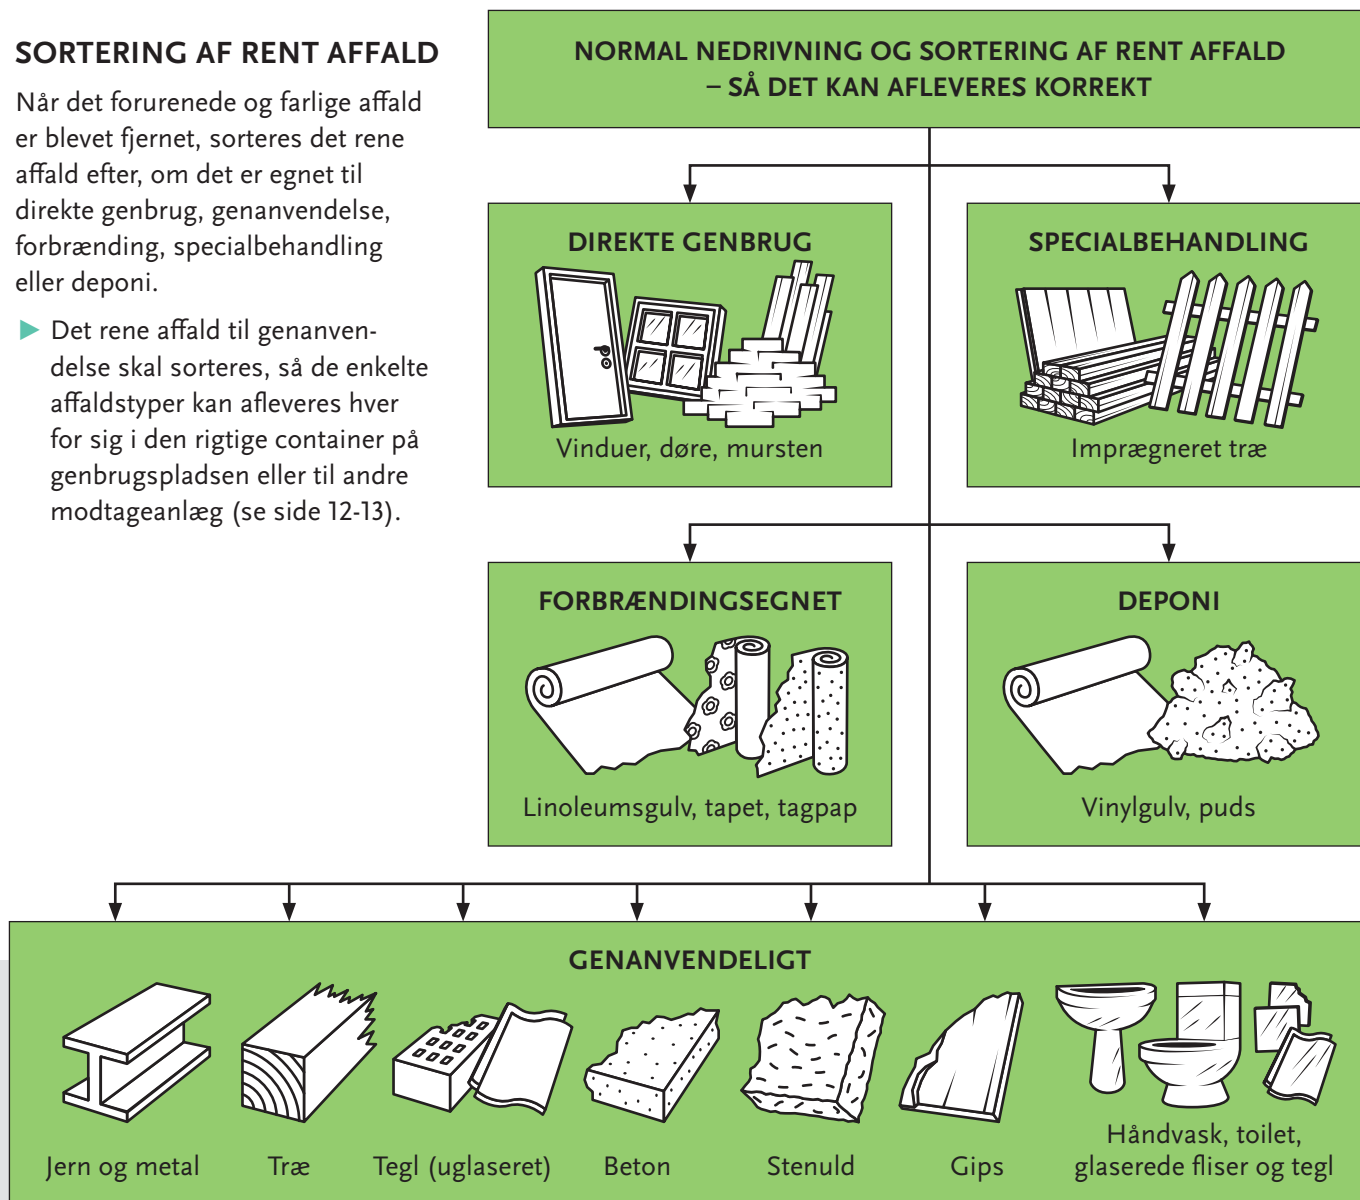 SORTERING AF RENT AFFALD
Når det forurenede og farlige affald
er blevet fjernet, sorteres det rene
affald efter, om det er egnet til
direkte genbrug, genanvendelse,
forbrænding, specialbehandling
eller deponi.
▶ Det rene affald til genanven-
delse skal sorteres, så de enkelte
affaldstyper kan afleveres hver
for sig i den rigtige container på
genbrugspladsen eller til andre
modtageanlæg (se side 12-13).
NORMAL NEDRIVNING OG SORTERING AF RENT AFFALD
– SÅ DET KAN AFLEVERES KORREKT
DIREKTE GENBRUG
Vinduer, døre, mursten
SPECIALBEHANDLING
Imprægneret træ
FORBRÆNDINGSEGNET
Linoleumsgulv, tapet, tagpap
DEPONI
Vinylgulv, puds
GENANVENDELIGT
Jern og metal
Træ
Tegl (uglaseret)
Beton
Stenuld
Gips
Håndvask, toilet,
glaserede fliser og tegl